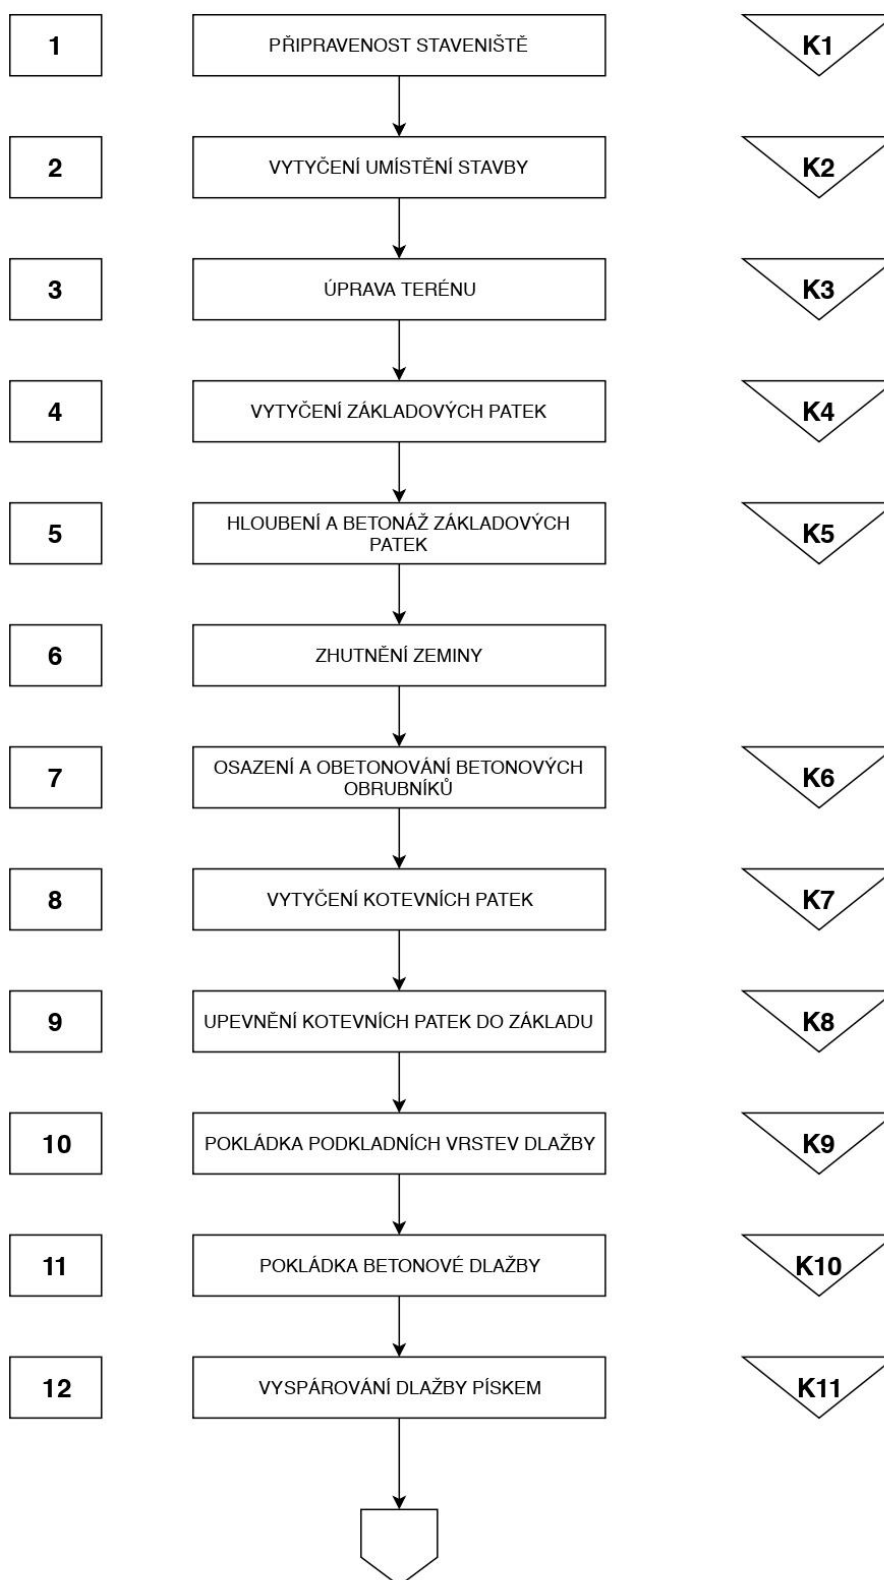 1 PŘIPRAVENOST STAVENIŠTĚ K1
2 VYTYČENÍ UMÍSTĚNÍ STAVBY K2
3 ÚPRAVA TERÉNU K3
4 VYTYČENÍ ZÁKLADOVÝCH PATEK K4
5 HLOUBENÍ A BETONÁŽ ZÁKLADOVÝCH
PATEK K5
6 ZHUTNĚNÍ ZEMINY
7 OSAZENÍ A OBETONOVÁNÍ BETONOVÝCH
OBRUBNÍKŮ K6
8 VYTYČENÍ KOTEVNÍCH PATEK K7
9 UPEVNĚNÍ KOTEVNÍCH PATEK DO ZÁKLADU K8
10 POKLÁDKA PODKLADNÍCH VRSTEV DLAŽBY K9
11 POKLÁDKA BETONOVÉ DLAŽBY K10
12 VYSPÁROVÁNÍ DLAŽBY PÍSKEM K11